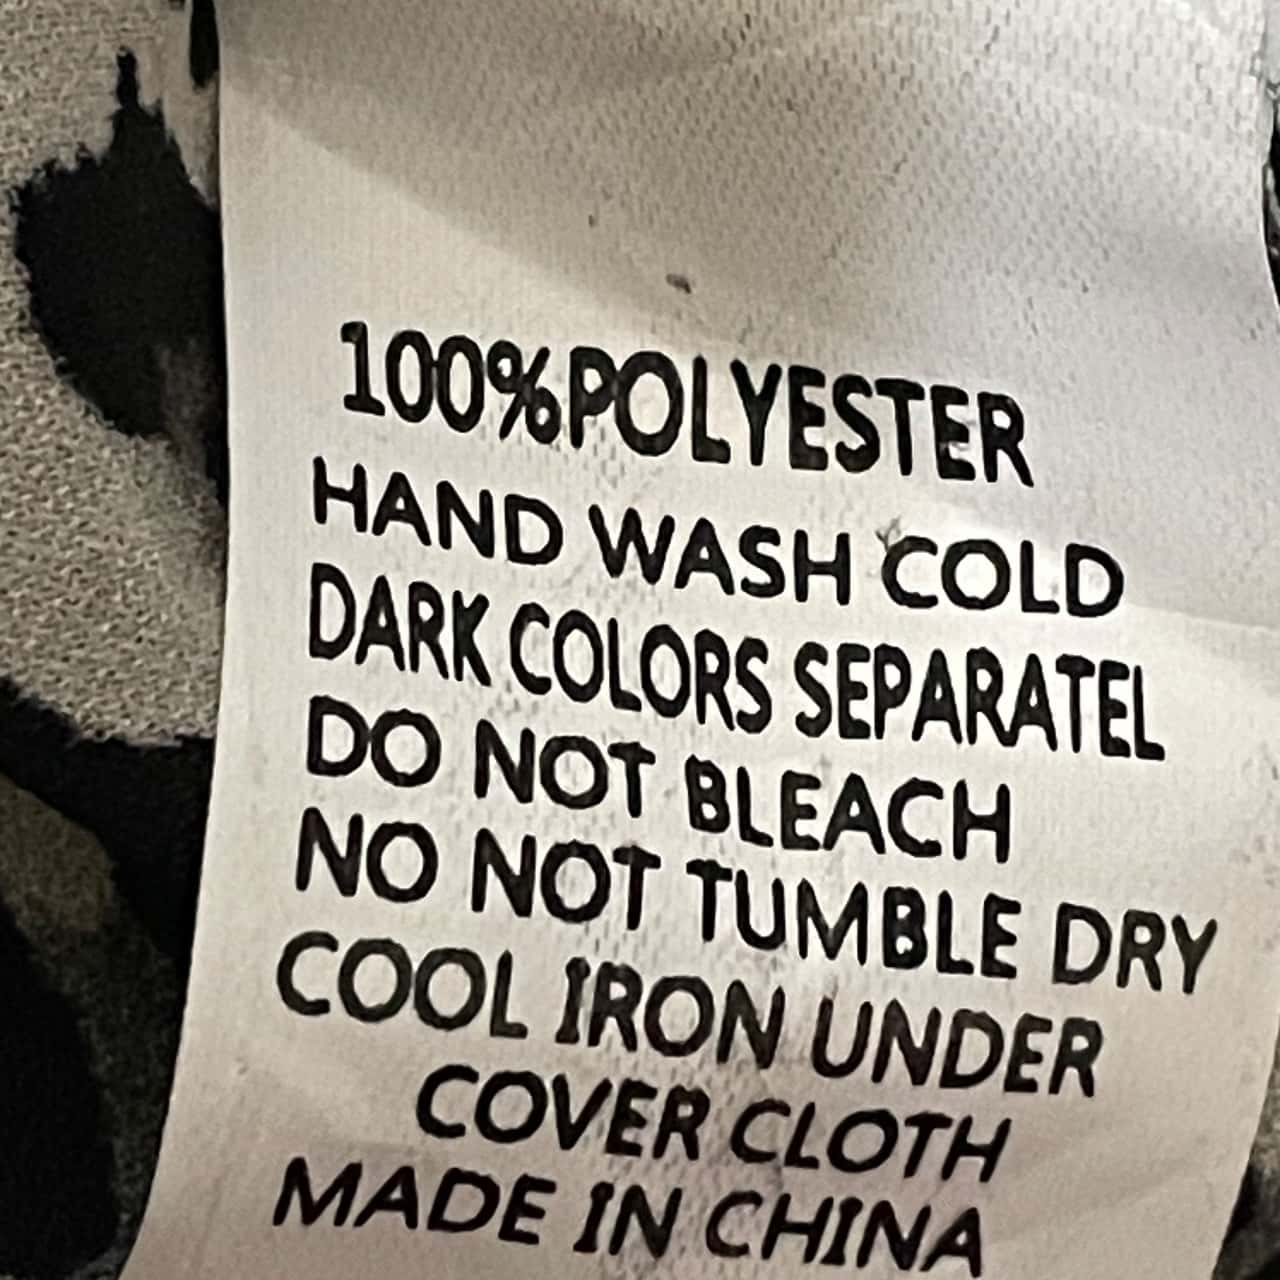 100%POLYESTER
HAND WASH COLD
DARK COLORS SEPARATEL
DO NOT BLEACH
NO NOT TUMBLE DRY
COOL IRON UNDER
COVER CLOTH
MADE IN CHINA